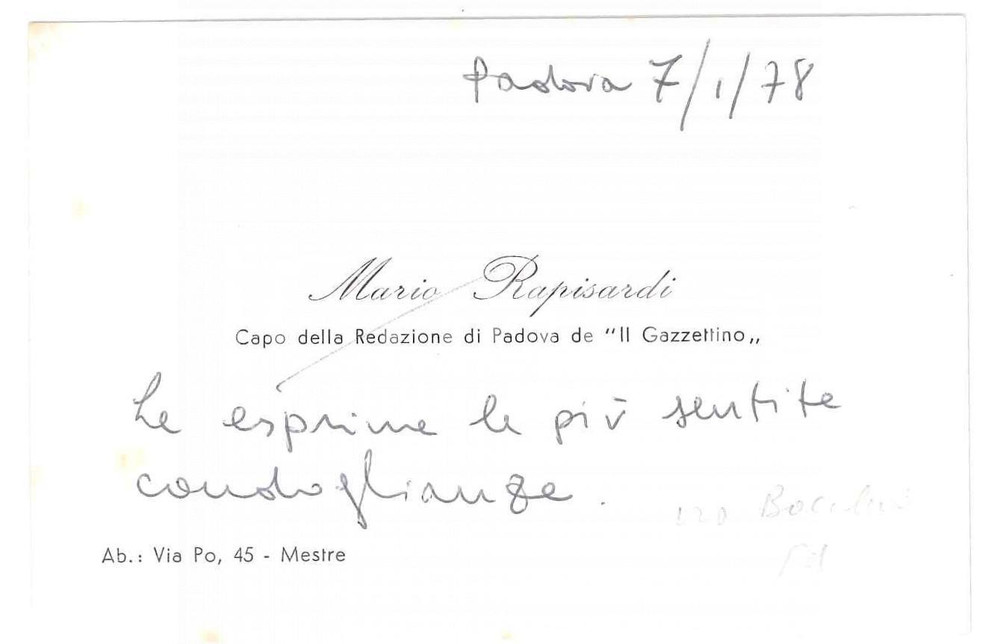 Padova 7/1/78
Mario Rapisardi
Capo della Redazione di Padova de "Il Gazzettino„
Le esprime le più sentite
condoglianze.
Ab.: Via Po, 45 - Mestre